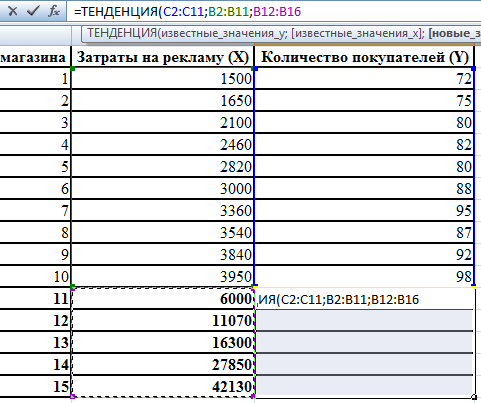 =ТЕНДЕНЦИЯ(C2:C11;B2:B11;B12:B16
ТЕНДЕНЦИЯ(известные_значения_y; [известные_значения_x]; [новые_з
магазина Затраты на рекламу (X) Количество покупателей (Y)
1 1500 72
2 1650 75
3 2100 80
4 2460 82
5 2820 80
6 3000 88
7 3360 95
8 3540 87
9 3840 92
10 3950 98
11 6000 ИЯ(C2:C11;B2:B11;B12:B16
12 11070
13 16300
14 27850
15 42130